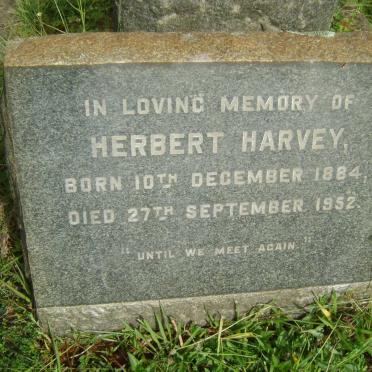 IN LOVING MEMORY OF
HERBERT HARVEY,
BORN 10TH DECEMBER 1884,
DIED 27TH SEPTEMBER 1952.
"UNTIL WE MEET AGAIN."